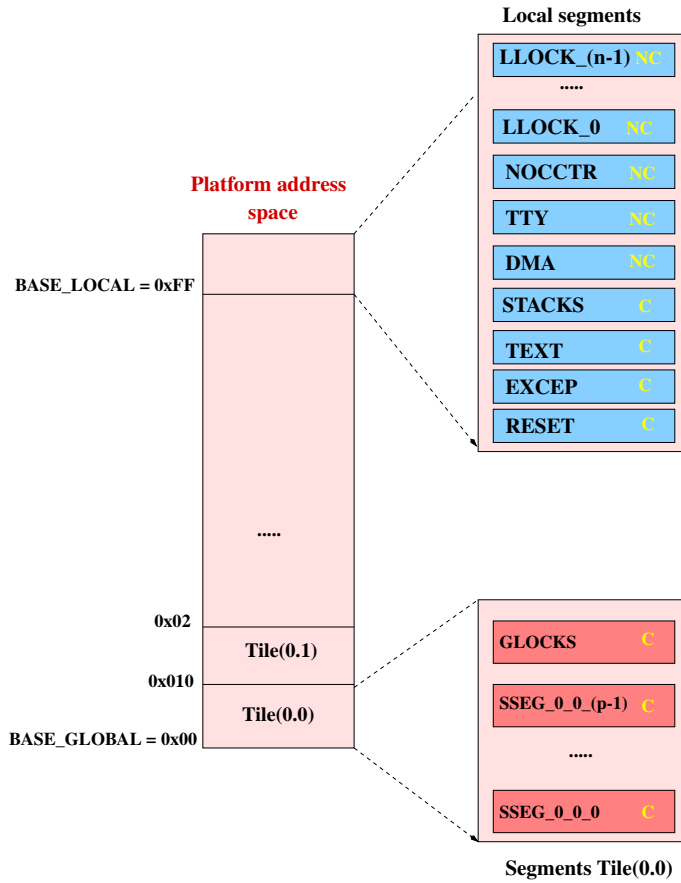 Local segments
LLOCK_(n-1) NC
.....
LLOCK_0 NC
NOCCTR NC
TTY NC
DMA NC
STACKS C
TEXT C
EXCEP C
RESET C
Platform address
space
BASE_LOCAL = 0xFF
.....
0x02
Tile(0.1)
0x010
Tile(0.0)
BASE_GLOBAL = 0x00
GLOCKS C
SSEG_0_0_(p-1) C
.....
SSEG_0_0_0 C
Segments Tile(0.0)